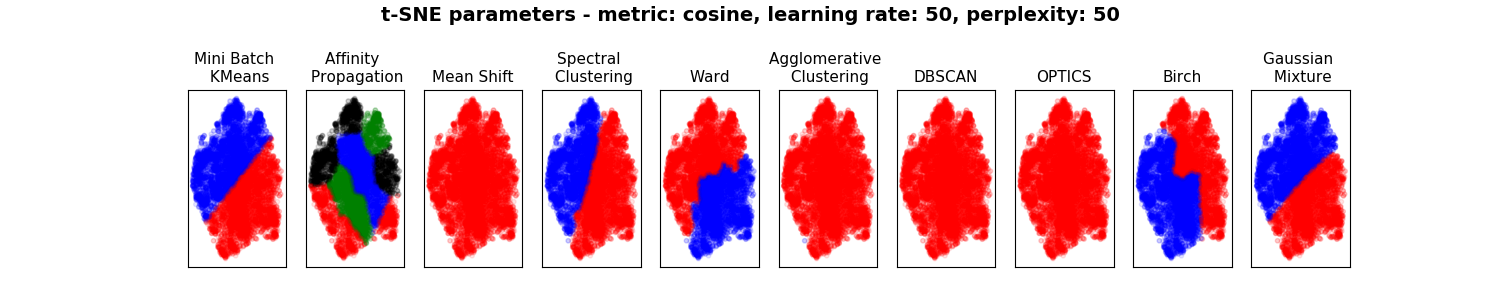 t-SNE parameters - metric: cosine, learning rate: 50, perplexity: 50
Mini Batch
KMeans
Affinity
Propagation
Mean Shift
Spectral
Clustering
Ward
Agglomerative
Clustering
DBSCAN
OPTICS
Birch
Gaussian
Mixture